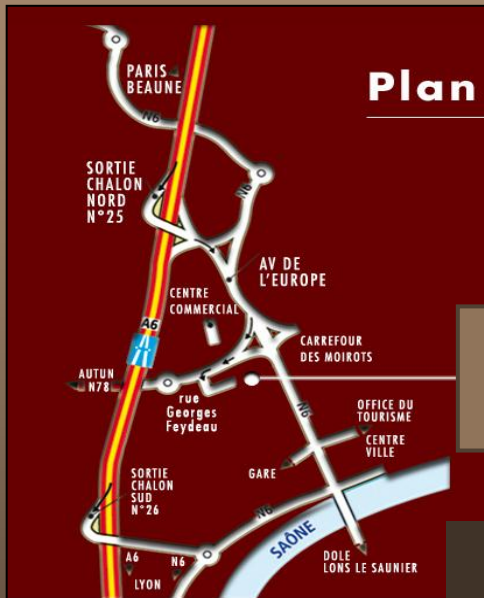 Plan
PARIS
BEAUNE
N6
SORTIE
CHALON
NORD
N°25
N6
AV DE
L'EUROPE
CENTRE
COMMERCIAL
A6
CARREFOUR
DES MOIROTS
AUTUN
N78
rue
Georges
Feydeau
N6
OFFICE DU
TOURISME
CENTRE
VILLE
GARE
SORTIE
CHALON
SUD
N°26
N6
SAÔNE
A6
N6
LYON
DOLE
LONS LE SAUNIER